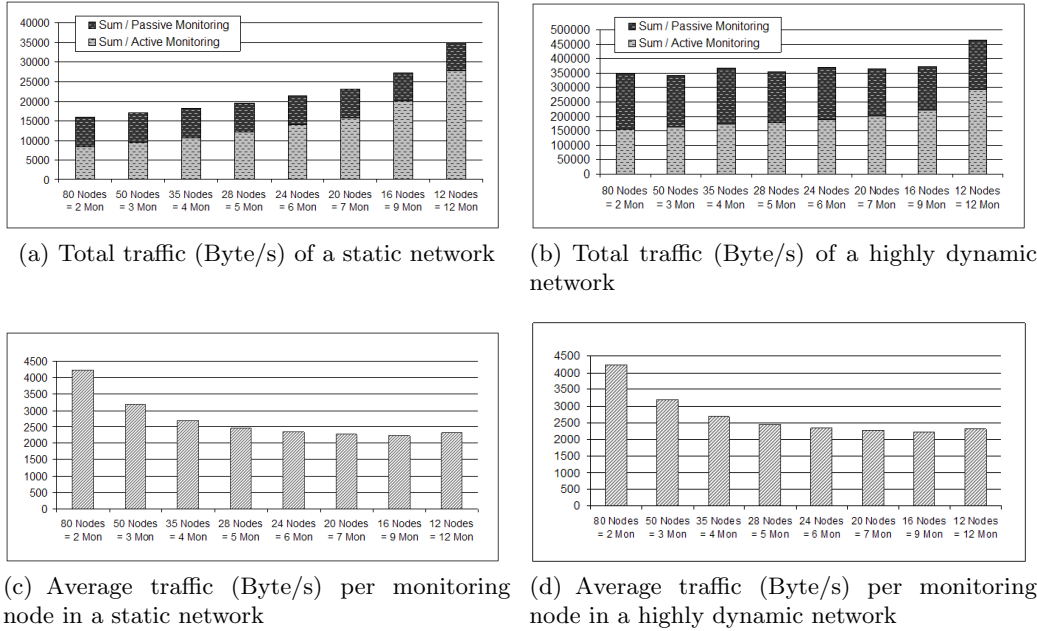 40000
35000
30000
25000
20000
15000
10000
5000
0
Sum / Passive Monitoring
Sum / Active Monitoring
80 Nodes 50 Nodes 35 Nodes 28 Nodes 24 Nodes 20 Nodes 16 Nodes 12 Nodes
= 2 Mon = 3 Mon = 4 Mon = 5 Mon = 6 Mon = 7 Mon = 9 Mon = 12 Mon
(a) Total traffic (Byte/s) of a static network
500000
450000
400000
350000
300000
250000
200000
150000
100000
50000
0
Sum / Passive Monitoring
Sum / Active Monitoring
80 Nodes 50 Nodes 35 Nodes 28 Nodes 24 Nodes 20 Nodes 16 Nodes 12 Nodes
= 2 Mon = 3 Mon = 4 Mon = 5 Mon = 6 Mon = 7 Mon = 9 Mon = 12 Mon
(b) Total traffic (Byte/s) of a highly dynamic
network
4500
4000
3500
3000
2500
2000
1500
1000
500
0
80 Nodes 50 Nodes 35 Nodes 28 Nodes 24 Nodes 20 Nodes 16 Nodes 12 Nodes
= 2 Mon = 3 Mon = 4 Mon = 5 Mon = 6 Mon = 7 Mon = 9 Mon = 12 Mon
(c) Average traffic (Byte/s) per monitoring
node in a static network
4500
4000
3500
3000
2500
2000
1500
1000
500
0
80 Nodes 50 Nodes 35 Nodes 28 Nodes 24 Nodes 20 Nodes 16 Nodes 12 Nodes
= 2 Mon = 3 Mon = 4 Mon = 5 Mon = 6 Mon = 7 Mon = 9 Mon = 12 Mon
(d) Average traffic (Byte/s) per monitoring
node in a highly dynamic network